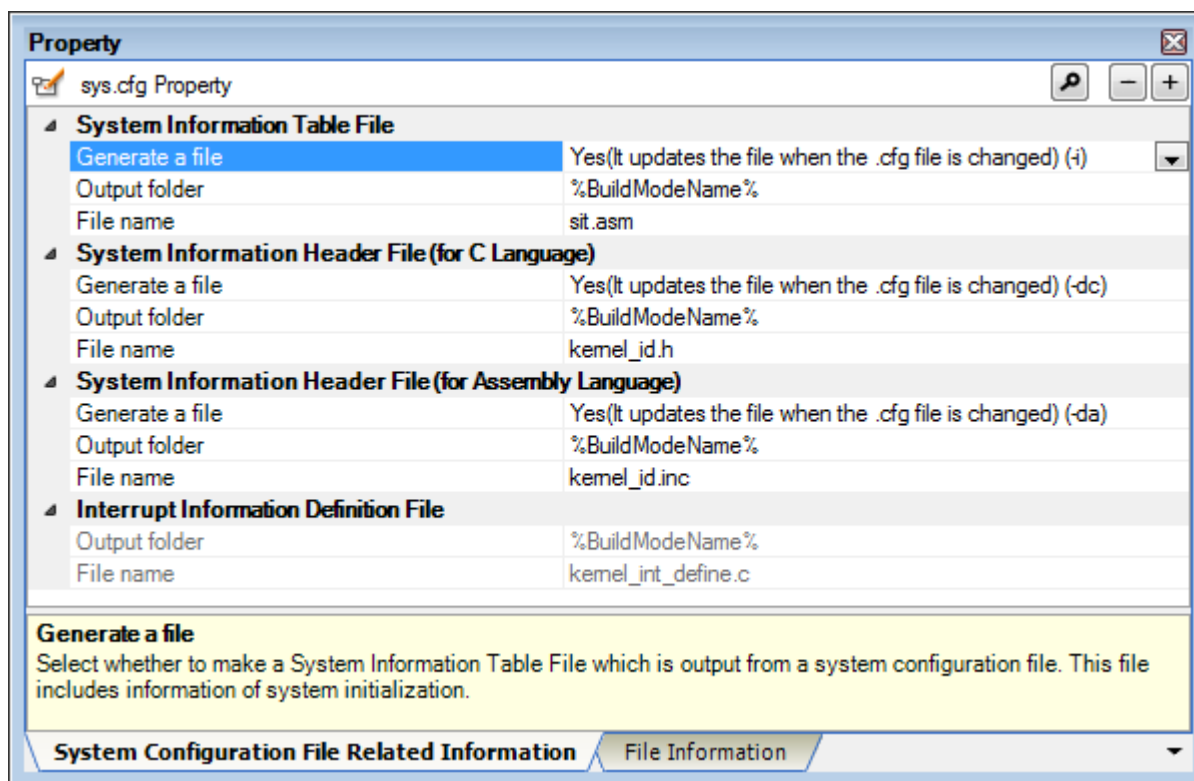 Property
sys.cfg Property
System Information Table File
Generate a file Yes(It updates the file when the .cfg file is changed) (-i)
Output folder %BuildModeName%
File name sit.asm
System Information Header File (for C Language)
Generate a file Yes(It updates the file when the .cfg file is changed) (-dc)
Output folder %BuildModeName%
File name kernel_id.h
System Information Header File (for Assembly Language)
Generate a file Yes(It updates the file when the .cfg file is changed) (-da)
Output folder %BuildModeName%
File name kernel_id.inc
Interrupt Information Definition File
Output folder %BuildModeName%
File name kernel_int_define.c
Generate a file
Select whether to make a System Information Table File which is output from a system configuration file. This file
includes information of system initialization.
System Configuration File Related Information File Information